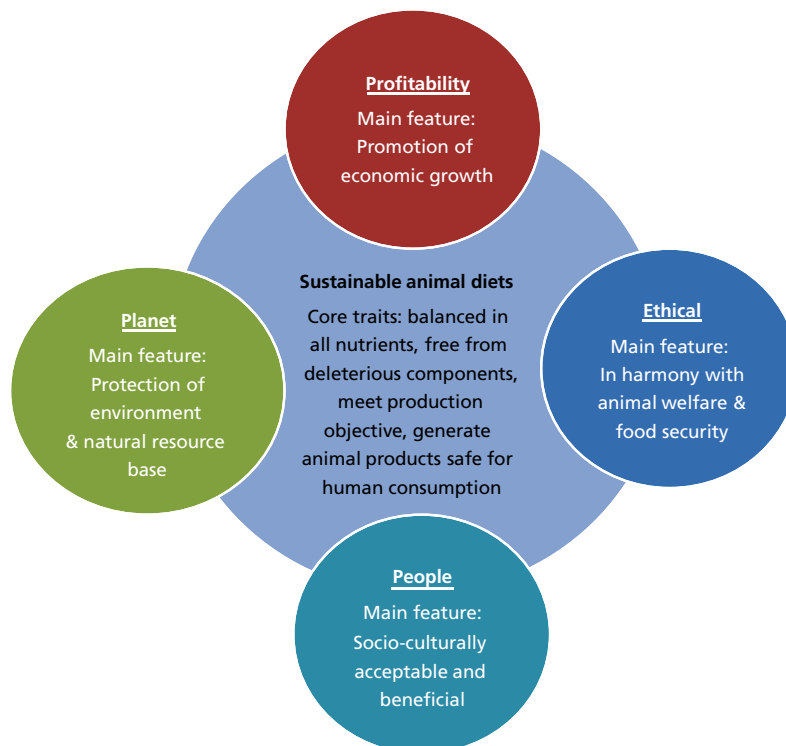 Profitability
Main feature:
Promotion of
economic growth
Sustainable animal diets
Core traits: balanced in
all nutrients, free from
deleterious components,
meet production
objective, generate
animal products safe for
human consumption
Planet
Main feature:
Protection of
environment
& natural resource
base
Ethical
Main feature:
In harmony with
animal welfare &
food security
People
Main feature:
Socio-culturally
acceptable and
beneficial